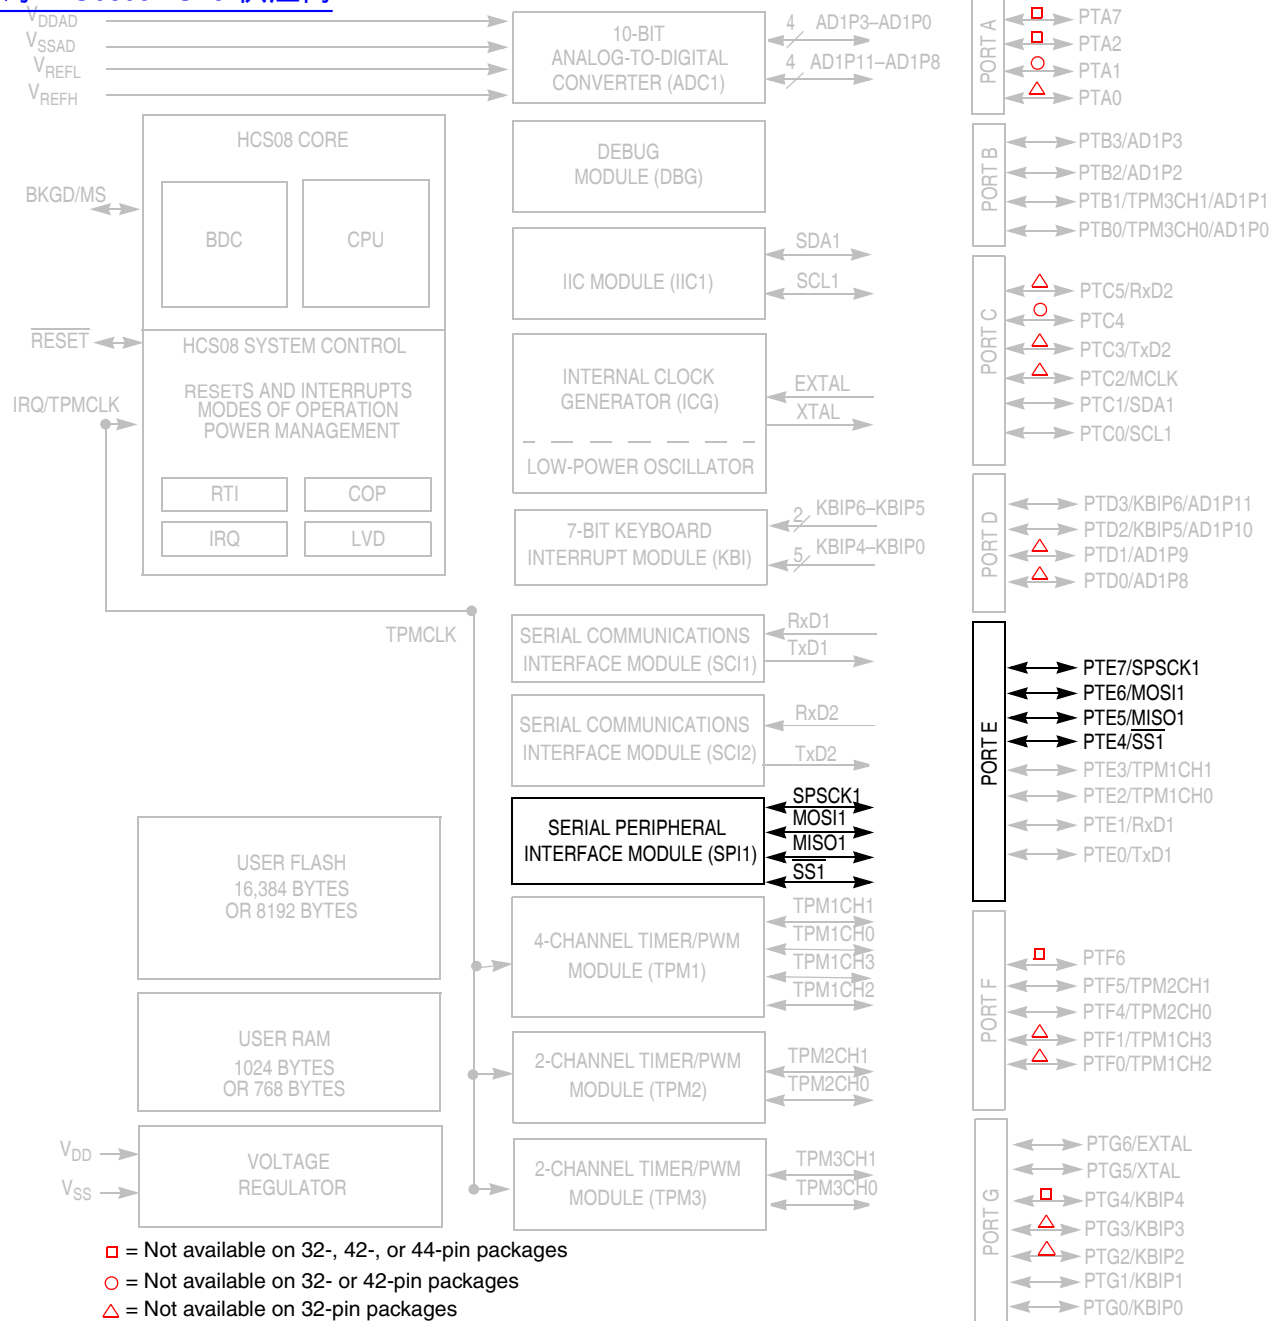 VDDAD
VSSAD
VREFL
VREFH
10-BIT
ANALOG-TO-DIGITAL
CONVERTER (ADC1)
4 AD1P3–AD1P0
4 AD1P11–AD1P8
HCS08 CORE
BDC
CPU
BKGD/MS
RESET
IRQ/TPMCLK
HCS08 SYSTEM CONTROL
RESETS AND INTERRUPTS
MODES OF OPERATION
POWER MANAGEMENT
RTI
COP
IRQ
LVD
TPMCLK
DEBUG
MODULE (DBG)
IIC MODULE (IIC1)
SDA1
SCL1
INTERNAL CLOCK
GENERATOR (ICG)
LOW-POWER OSCILLATOR
EXTAL
XTAL
7-BIT KEYBOARD
INTERRUPT MODULE (KBI)
2 KBIP6–KBIP5
5 KBIP4–KBIP0
SERIAL COMMUNICATIONS
INTERFACE MODULE (SCI1)
RxD1
TxD1
SERIAL COMMUNICATIONS
INTERFACE MODULE (SCI2)
RxD2
TxD2
SERIAL PERIPHERAL
INTERFACE MODULE (SPI1)
SPSCK1
MOSI1
MISO1
SS1
USER FLASH
16,384 BYTES
OR 8192 BYTES
4-CHANNEL TIMER/PWM
MODULE (TPM1)
TPM1CH1
TPM1CH0
TPM1CH3
TPM1CH2
USER RAM
1024 BYTES
OR 768 BYTES
2-CHANNEL TIMER/PWM
MODULE (TPM2)
TPM2CH1
TPM2CH0
VDD
VSS
VOLTAGE
REGULATOR
2-CHANNEL TIMER/PWM
MODULE (TPM3)
TPM3CH1
TPM3CH0
PORT A
PTA7
PTA2
PTA1
PTA0
PORT B
PTB3/AD1P3
PTB2/AD1P2
PTB1/TPM3CH1/AD1P1
PTB0/TPM3CH0/AD1P0
PORT C
PTC5/RxD2
PTC4
PTC3/TxD2
PTC2/MCLK
PTC1/SDA1
PTC0/SCL1
PORT D
PTD3/KBIP6/AD1P11
PTD2/KBIP5/AD1P10
PTD1/AD1P9
PTD0/AD1P8
PORT E
PTE7/SPSCK1
PTE6/MOSI1
PTE5/MISO1
PTE4/SS1
PTE3/TPM1CH1
PTE2/TPM1CH0
PTE1/RxD1
PTE0/TxD1
PORT F
PTF6
PTF5/TPM2CH1
PTF4/TPM2CH0
PTF1/TPM1CH3
PTF0/TPM1CH2
PORT G
PTG6/EXTAL
PTG5/XTAL
PTG4/KBIP4
PTG3/KBIP3
PTG2/KBIP2
PTG1/KBIP1
PTG0/KBIP0
= Not available on 32-, 42-, or 44-pin packages
= Not available on 32- or 42-pin packages
= Not available on 32-pin packages